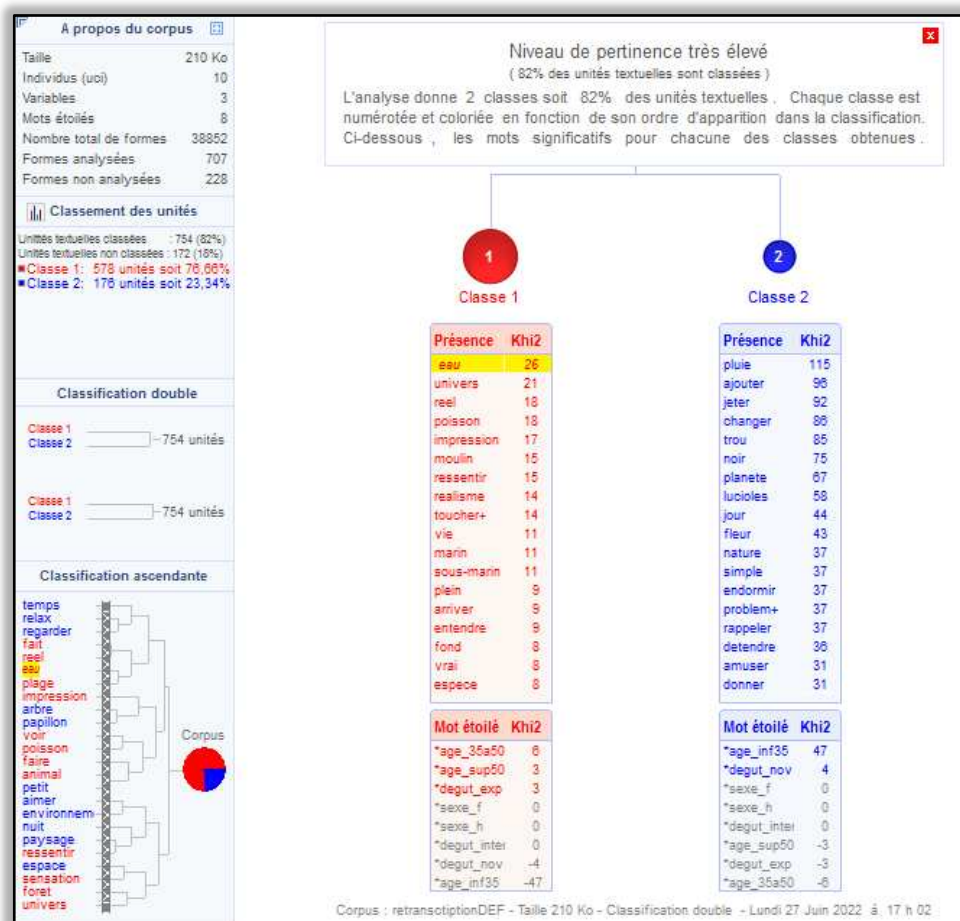 A propos du corpus
Taille 210 Ko
Individus (uci) 10
Variables 3
Mots étoilés 8
Nombre total de formes 38852
Formes analysées 707
Formes non analysées 228
Classement des unités
Unittés textuelles classées : 754 (82%)
Unités textuelles non classées : 172 (18%)
Classe 1: 578 unités soit 76,66%
Classe 2: 176 unités soit 23,34%
Classification double
Classe 1
Classe 2
754 unités
Classe 1
Classe 2
754 unités
Classification ascendante
temps
relax
regarder
fait
reel
eau
plage
impression
arbre
papillon
voir
poisson
faire
animal
petit
aimer
environnem
nuit
paysage
ressentir
espace
sensation
foret
univers
Corpus
x
Niveau de pertinence très élevé
( 82% des unités textuelles sont classées )
L'analyse donne 2 classes soit 82% des unités textuelles . Chaque classe est
numérotée et coloriée en fonction de son ordre d'apparition dans la classification.
Ci-dessous , les mots significatifs pour chacune des classes obtenues .
1
Classe 1
Présence Khi2
eau 26
univers 21
reel 18
poisson 18
impression 17
moulin 15
ressentir 15
realisme 14
toucher+ 14
vie 11
marin 11
sous-marin 11
plein 9
arriver 9
entendre 9
fond 8
vrai 8
espece 8
Mot étoilé Khi2
*age_35a50 6
*age_sup50 3
*degut_exp 3
*sexe_f 0
*sexe_h 0
*degut_inter 0
*degut_nov -4
*age_inf35 -47
2
Classe 2
Présence Khi2
pluie 115
ajouter 96
jeter 92
changer 86
trou 85
noir 75
planete 67
lucioles 58
jour 44
fleur 43
nature 37
simple 37
endormir 37
problem+ 37
rappeler 37
detendre 36
amuser 31
donner 31
Mot étoilé Khi2
*age_inf35 47
*degut_nov 4
*sexe_f 0
*sexe_h 0
*degut_inter 0
*age_sup50 -3
*degut_exp -3
*age_35a50 -6
Corpus : retransctiptionDEF - Taille 210 Ko - Classification double - Lundi 27 Juin 2022 à 17 h 02